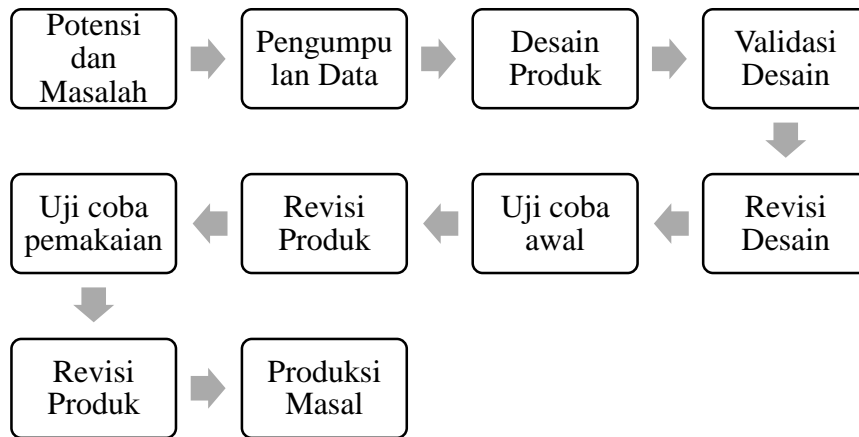 Potensi
dan
Masalah
Pengumpu
lan Data
Desain
Produk
Validasi
Desain
Revisi
Desain
Uji coba
awal
Revisi
Produk
Uji coba
pemakaian
Revisi
Produk
Produksi
Masal